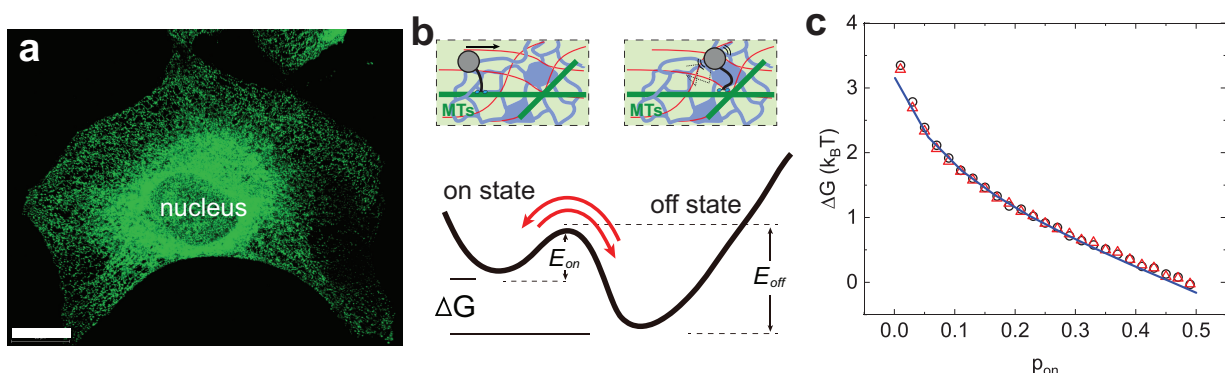 a
nucleus
b
MTs
MTs
on state
off state
E_on
E_off
ΔG
c
ΔG (k_BT)
4
3
2
1
0
0.0 0.1 0.2 0.3 0.4 0.5
p_on